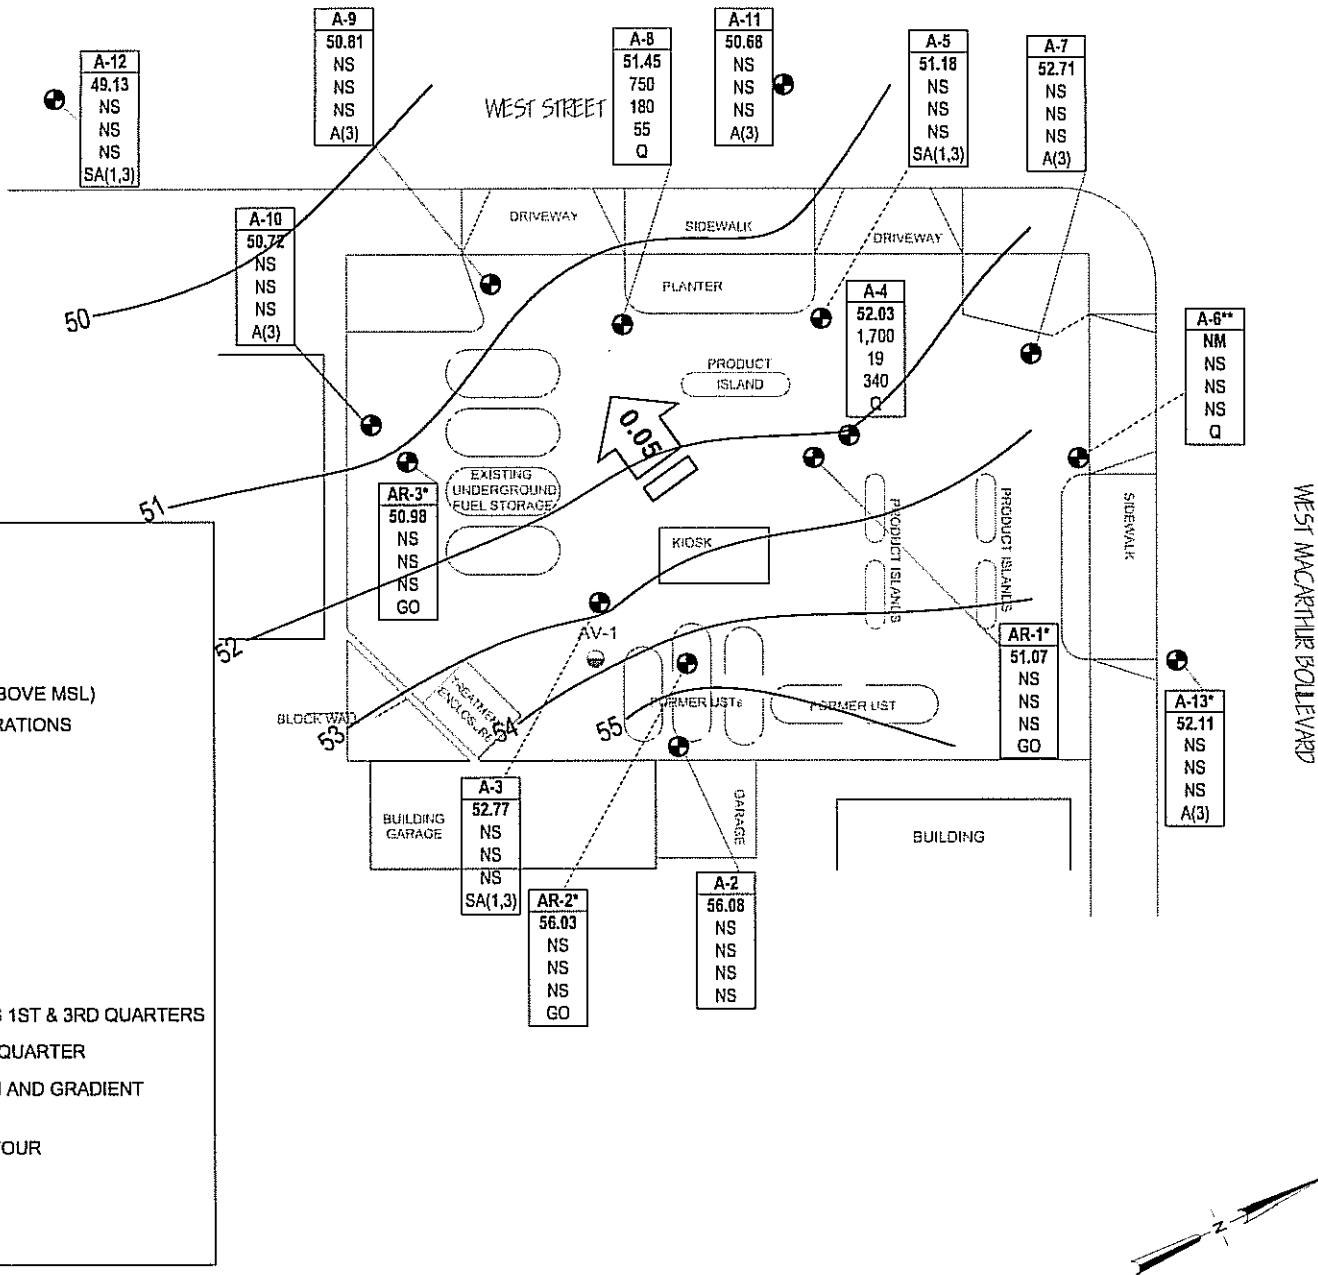 A-9
50.81
NS
NS
NS
A(3)
A-11
50.68
NS
NS
NS
A(3)
A-8
51.45
750
180
55
Q
A-5
51.18
NS
NS
NS
SA(1,3)
A-7
52.71
NS
NS
NS
A(3)
A-12
49.13
NS
NS
NS
SA(1,3)
WEST STREET
A-10
50.72
NS
NS
NS
A(3)
DRIVEWAY
SIDEWALK
DRIVEWAY
PLANTER
A-4
52.03
1,700
19
340
Q
A-6**
NM
NS
NS
NS
Q
50
PRODUCT
ISLAND
0.05
EXISTING
UNDERGROUND
FUEL STORAGE
51
AR-3*
50.98
NS
NS
NS
GO
KIOSK
PRODUCT ISLANDS
PRODUCT ISLANDS
SIDEWALK
WEST MACARTHUR BOULEVARD
52
AV-1
AR-1*
51.07
NS
NS
NS
GO
A-13*
52.11
NS
NS
NS
A(3)
TREATMENT
ENCLOSURE
FORMER USTs
FORMER UST
BLOCK WALL
53
54
55
BUILDING
GARAGE
GARAGE
BUILDING
A-3
52.77
NS
NS
NS
SA(1,3)
AR-2*
56.03
NS
NS
NS
GO
A-2
56.08
NS
NS
NS
NS
BOVE MSL)
RATIONS
1ST & 3RD QUARTERS
QUARTER
AND GRADIENT
OUR
N